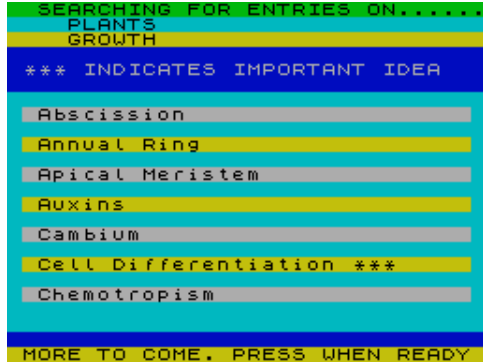 SEARCHING FOR ENTRIES ON......
PLANTS
GROWTH
*** INDICATES IMPORTANT IDEA
Abscission
Annual Ring
Apical Meristem
Auxins
Cambium
Cell Differentiation ***
Chemotropism
MORE TO COME. PRESS WHEN READY